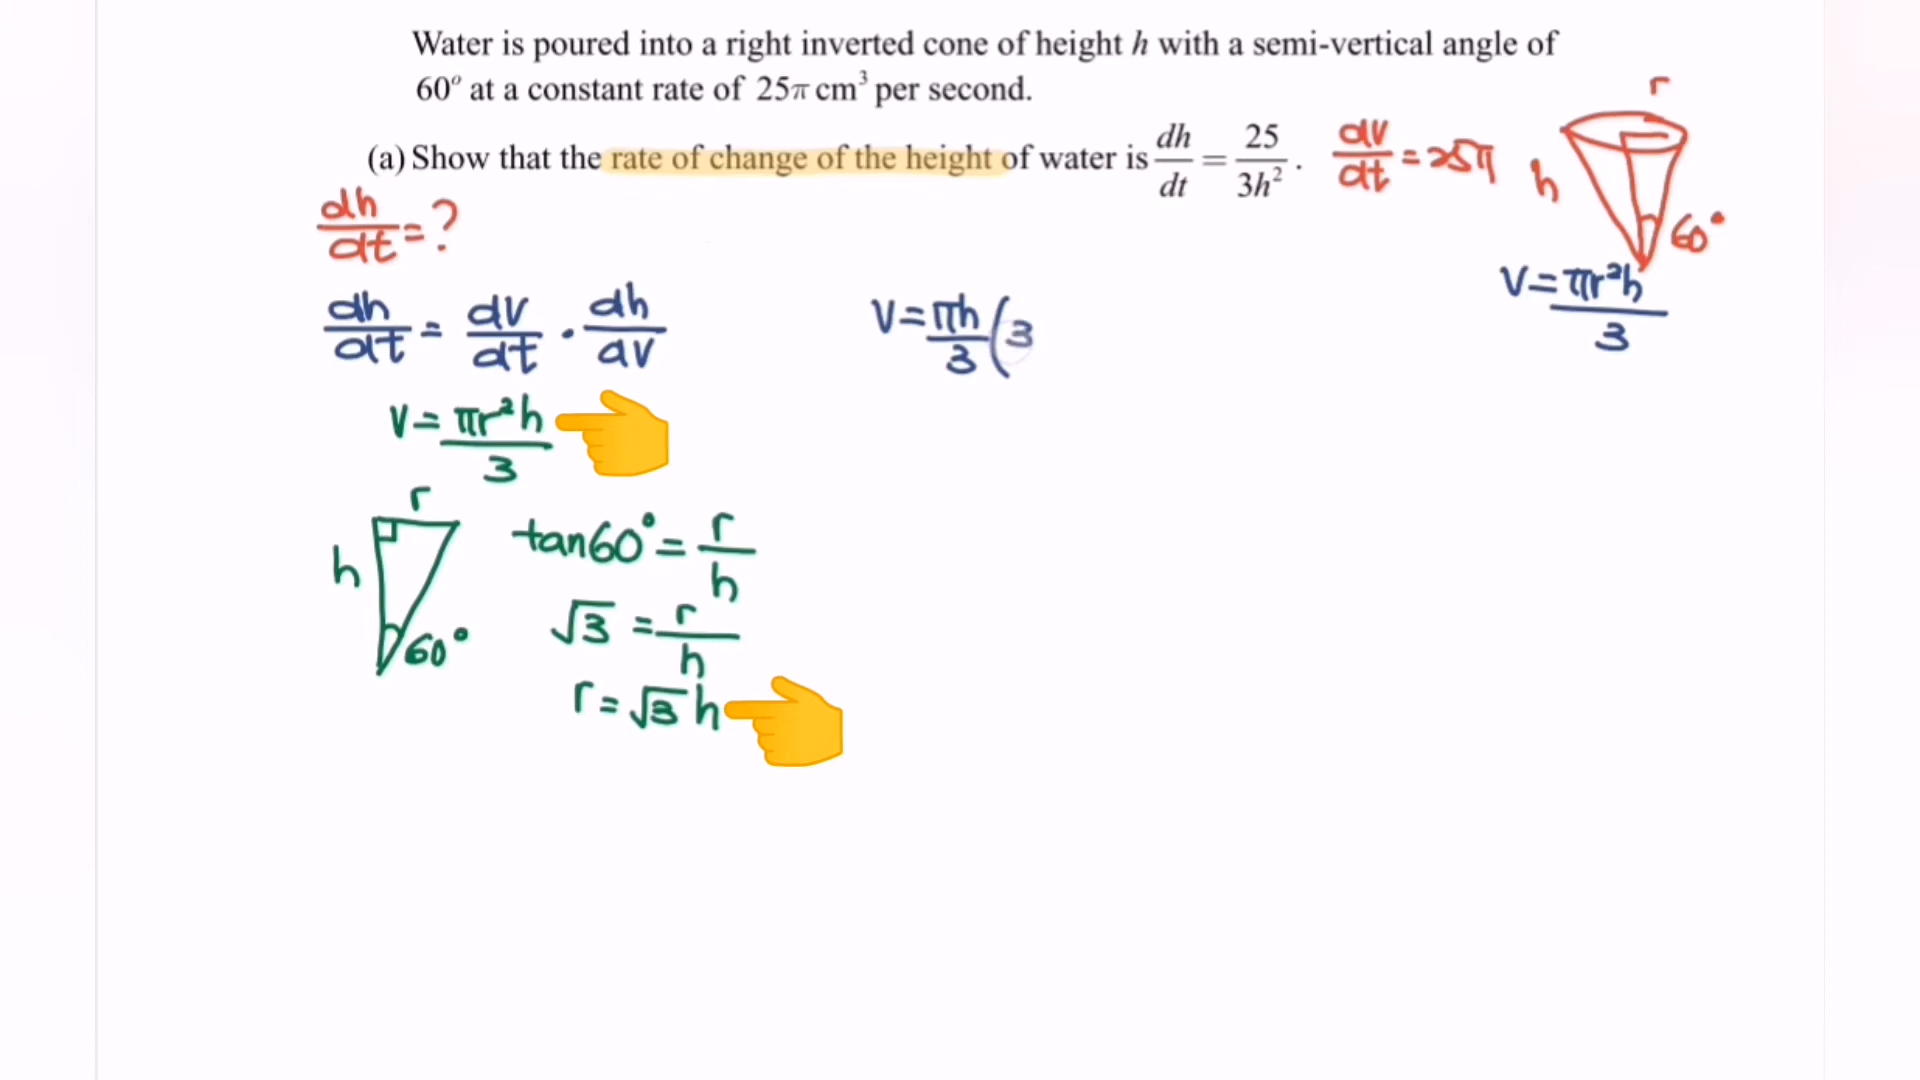 Water is poured into a right inverted cone of height h with a semi-vertical angle of
60° at a constant rate of 25π cm³ per second.
(a) Show that the rate of change of the height of water is dh/dt = 25/3h².
dv/dt = 25π
r
h
60°
V = πr²h/3
dh/dt = ?
dh/dt = dv/dt · dh/dv
V = πh/3 (3
V = πr²h/3
r
h
60°
tan60° = r/h
√3 = r/h
r = √3 h